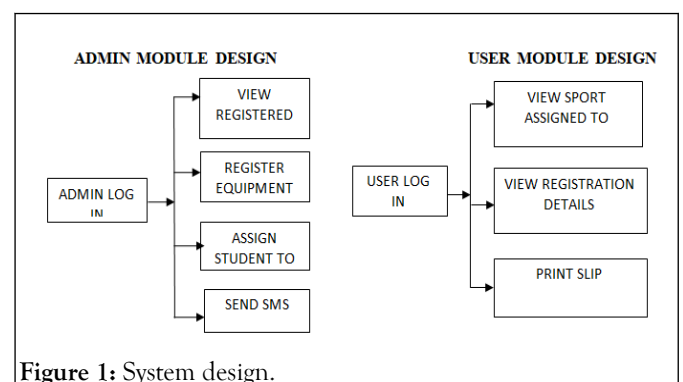 ADMIN MODULE DESIGN
VIEW
REGISTERED
REGISTER
EQUIPMENT
ADMIN LOG
IN
ASSIGN
STUDENT TO
SEND SMS
USER MODULE DESIGN
VIEW SPORT
ASSIGNED TO
USER LOG
IN
VIEW REGISTRATION
DETAILS
PRINT SLIP
Figure 1: System design.